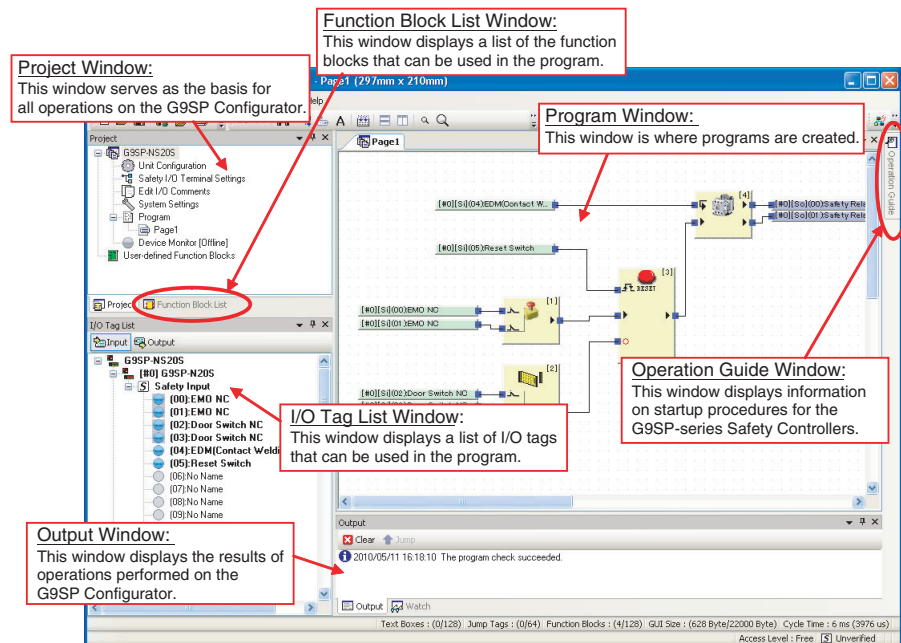 Function Block List Window:
This window displays a list of the function
blocks that can be used in the program.
Project Window:
This window serves as the basis for
all operations on the G9SP Configurator.
- Page1 (297mm x 210mm)
Help
Program Window:
This window is where programs are created.
Project
G9SP-NS20S
Unit Configuration
Safety I/O Terminal Settings
Edit I/O Comments
System Settings
Program
Page1
Device Monitor [Offline]
User-defined Function Blocks
Project
Function Block List
Page1
Operation Guide
[#0][Si](04):EDM(Contact W...
[4]
[#0][So](00):Safety Rela
[#0][So](01):Safety Rela
[#0][Si](05):Reset Switch
[3]
RESET
[1]
[#0][Si](00):EMO NC
[#0][Si](01):EMO NC
[2]
[#0][Si](02):Door Switch NC
I/O Tag List
Input
Output
G9SP-NS20S
[#0] G9SP-N20S
S Safety Input
(00):EMO NC
(01):EMO NC
(02):Door Switch NC
(03):Door Switch NC
(04):EDM(Contact Weldi
(05):Reset Switch
(06):No Name
(07):No Name
(08):No Name
(09):No Name
I/O Tag List Window:
This window displays a list of I/O tags
that can be used in the program.
Operation Guide Window:
This window displays information
on startup procedures for the
G9SP-series Safety Controllers.
Output Window:
This window displays the results of
operations performed on the
G9SP Configurator.
Output
Clear
Jump
2010/05/11 16:18:10 The program check succeeded.
Output
Watch
Text Boxes : (0/128) Jump Tags : (0/64) Function Blocks : (4/128) GUI Size : (628 Byte/22000 Byte) Cycle Time : 6 ms (3976 us)
Access Level : Free S Unverified